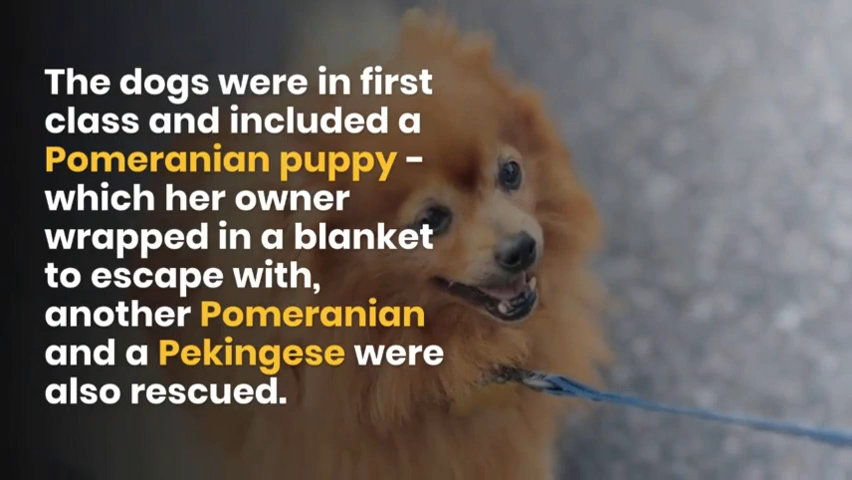 The dogs were in first
class and included a
Pomeranian puppy -
which her owner
wrapped in a blanket
to escape with,
another Pomeranian
and a Pekingese were
also rescued.